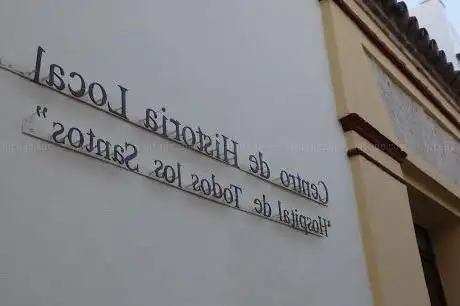 Centro de Historia Local
"Hospital de Todos los Santos"